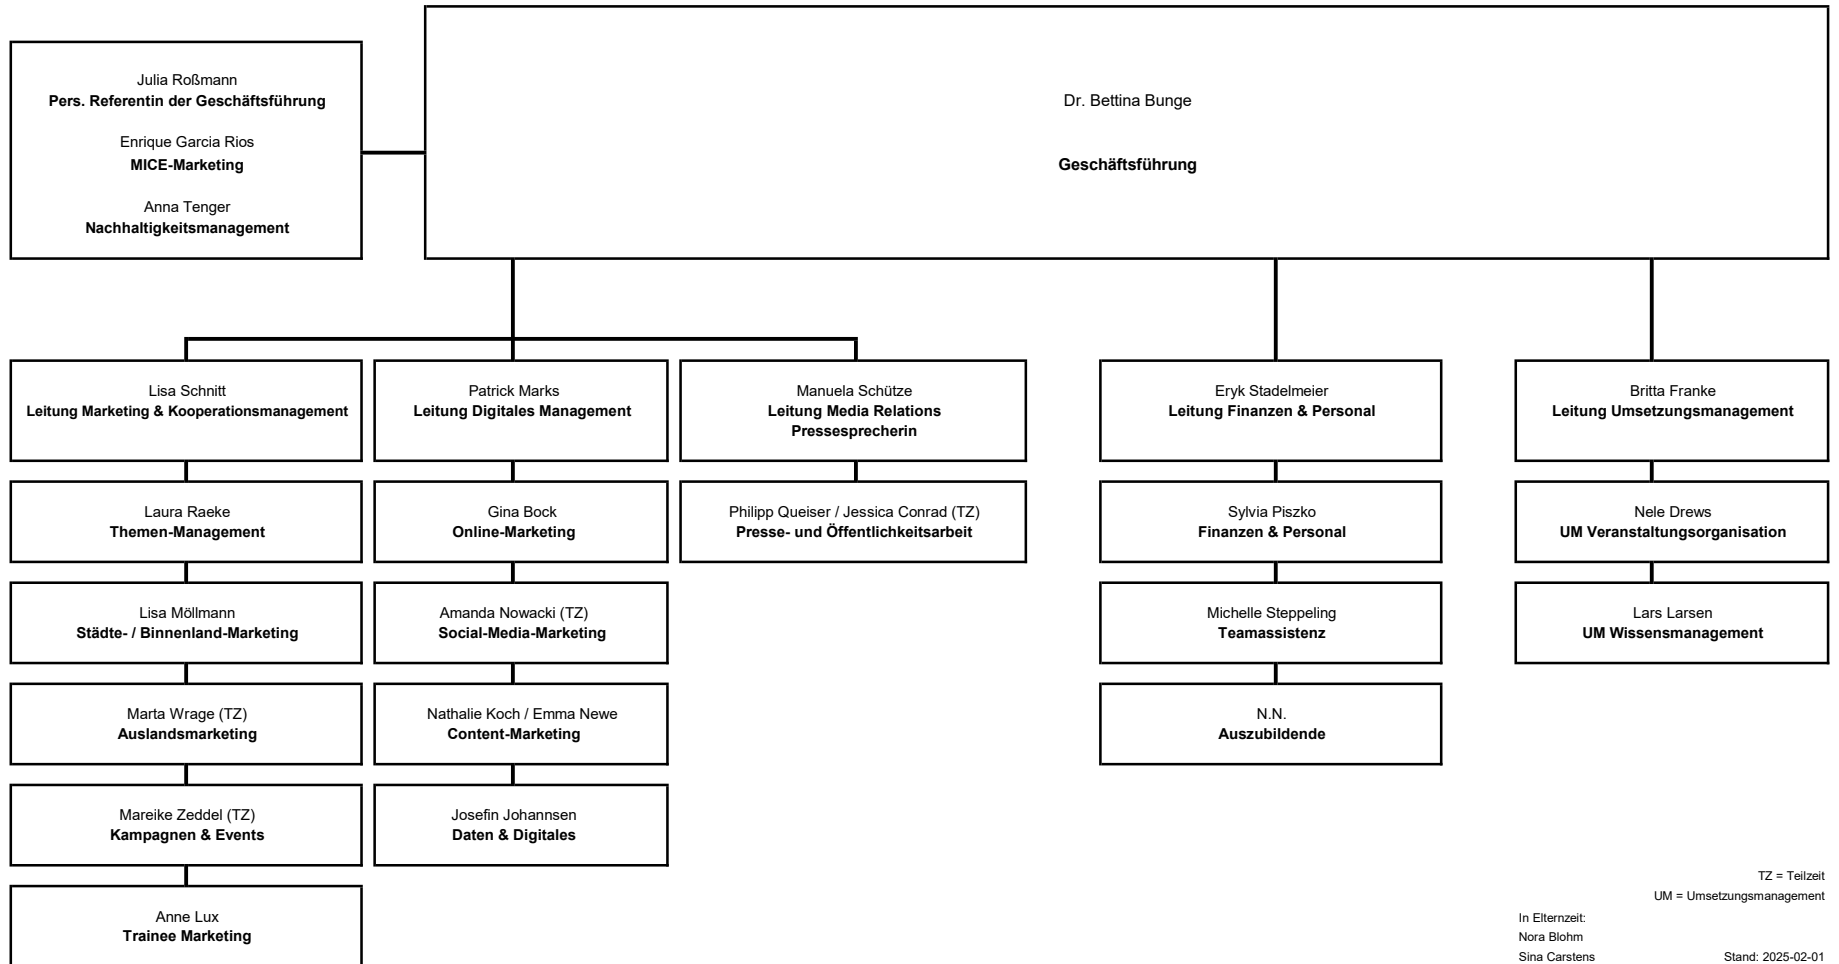 Julia Roßmann
Pers. Referentin der Geschäftsführung
Enrique Garcia Rios
MICE-Marketing
Anna Tenger
Nachhaltigkeitsmanagement
Dr. Bettina Bunge
Geschäftsführung
Lisa Schnitt
Leitung Marketing & Kooperationsmanagement
Laura Raeke
Themen-Management
Lisa Möllmann
Städte- / Binnenland-Marketing
Marta Wrage (TZ)
Auslandsmarketing
Mareike Zeddel (TZ)
Kampagnen & Events
Anne Lux
Trainee Marketing
Patrick Marks
Leitung Digitales Management
Gina Bock
Online-Marketing
Amanda Nowacki (TZ)
Social-Media-Marketing
Nathalie Koch / Emma Newe
Content-Marketing
Josefin Johannsen
Daten & Digitales
Manuela Schütze
Leitung Media Relations
Pressesprecherin
Philipp Queiser / Jessica Conrad (TZ)
Presse- und Öffentlichkeitsarbeit
Eryk Stadelmeier
Leitung Finanzen & Personal
Sylvia Piszko
Finanzen & Personal
Michelle Steppeling
Teamassistenz
N.N.
Auszubildende
Britta Franke
Leitung Umsetzungsmanagement
Nele Drews
UM Veranstaltungsorganisation
Lars Larsen
UM Wissensmanagement
TZ = Teilzeit
UM = Umsetzungsmanagement
In Elternzeit:
Nora Blohm
Sina Carstens
Stand: 2025-02-01